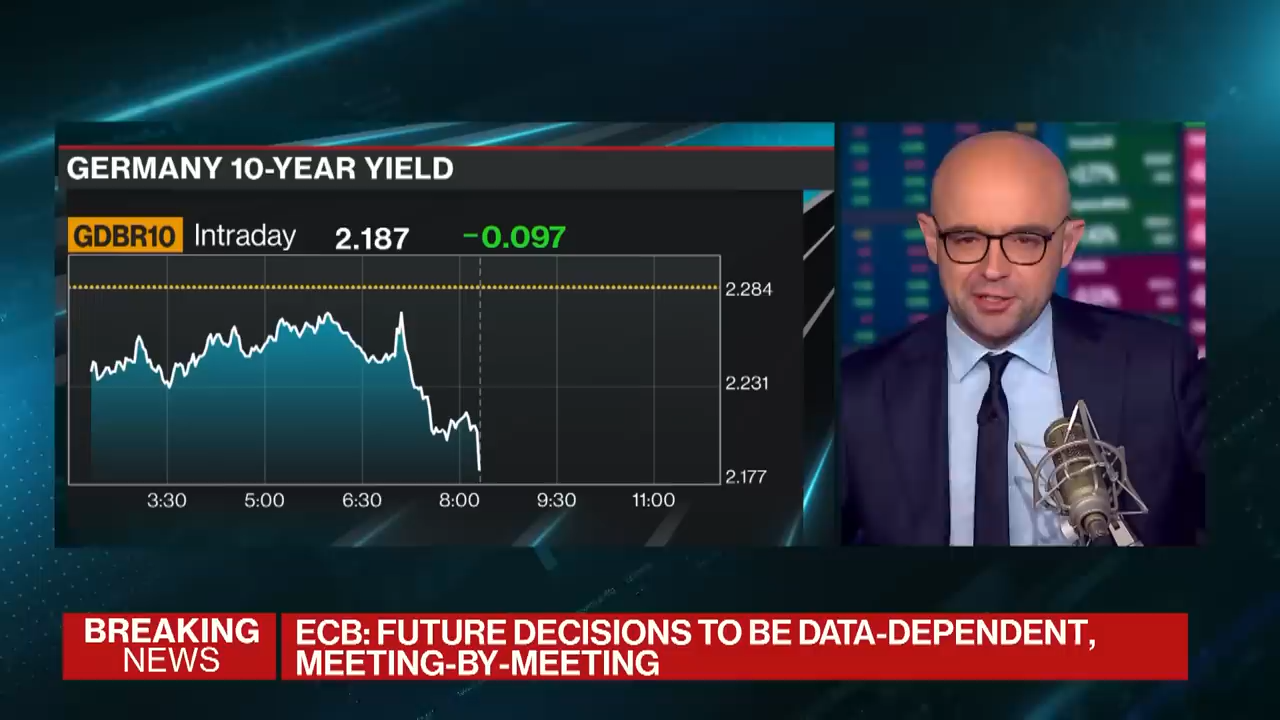 GERMANY 10-YEAR YIELD
GDBR10 Intraday 2.187 -0.097
2.284
2.231
2.177
3:30 5:00 6:30 8:00 9:30 11:00
BREAKING
NEWS
ECB: FUTURE DECISIONS TO BE DATA-DEPENDENT,
MEETING-BY-MEETING